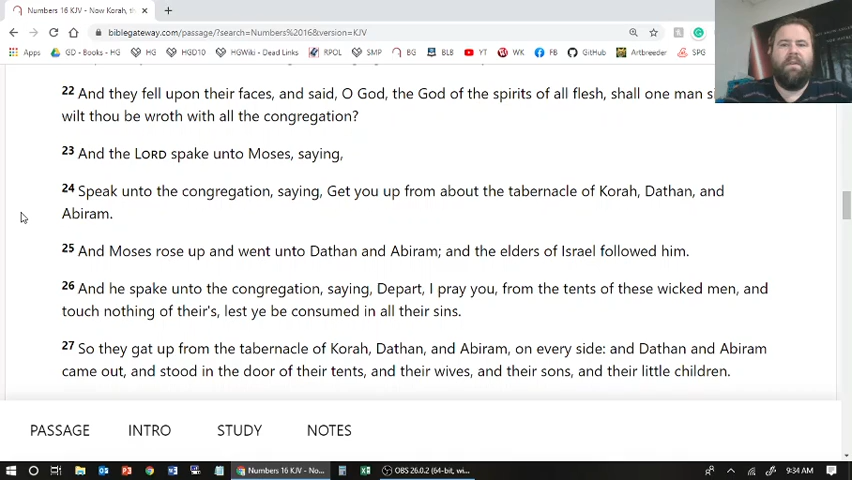 Numbers 16 KJV - Now Korah, th
biblegateway.com/passage/?search=Numbers%2016&version=KJV
Apps GD - Books - HG HG HGD10 HGWiki - Dead Links RPOL SMP BG BLB YT WK FB GitHub Artbreeder SPG
22 And they fell upon their faces, and said, O God, the God of the spirits of all flesh, shall one man
wilt thou be wroth with all the congregation?
23 And the LORD spake unto Moses, saying,
24 Speak unto the congregation, saying, Get you up from about the tabernacle of Korah, Dathan, and
Abiram.
25 And Moses rose up and went unto Dathan and Abiram; and the elders of Israel followed him.
26 And he spake unto the congregation, saying, Depart, I pray you, from the tents of these wicked men, and
touch nothing of their's, lest ye be consumed in all their sins.
27 So they gat up from the tabernacle of Korah, Dathan, and Abiram, on every side: and Dathan and Abiram
came out, and stood in the door of their tents, and their wives, and their sons, and their little children.
PASSAGE INTRO STUDY NOTES
Numbers 16 KJV - No... OBS 26.0.2 (64-bit, wi... 9:34 AM